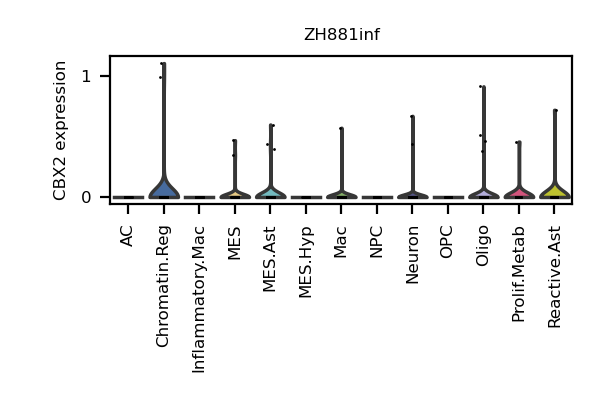 ZH881inf
CBX2 expression
1
0
AC
Chromatin.Reg
Inflammatory.Mac
MES
MES.Ast
MES.Hyp
Mac
NPC
Neuron
OPC
Oligo
Prolif.Metab
Reactive.Ast